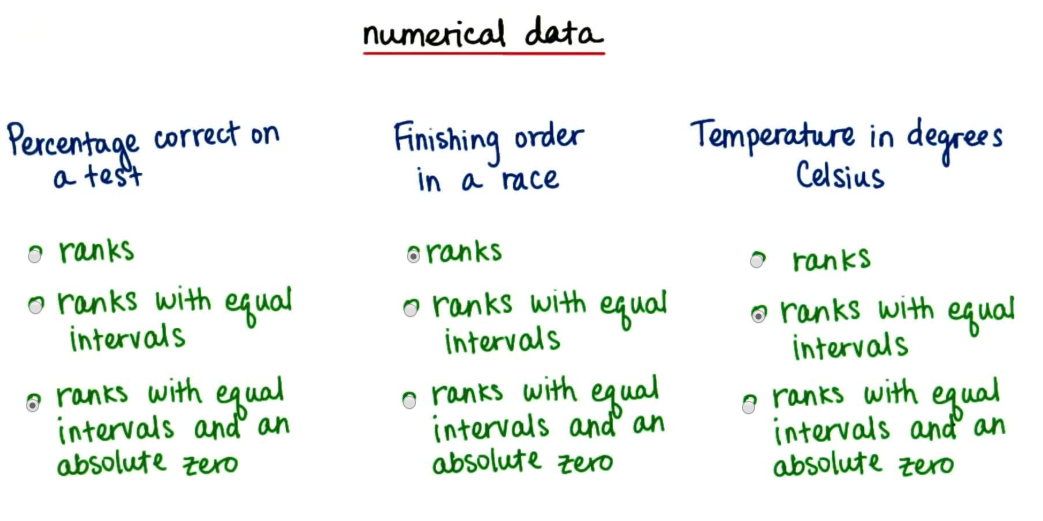 numerical data
Percentage correct on
a test
ranks
ranks with equal
intervals
ranks with equal
intervals and an
absolute zero
Finishing order
in a race
ranks
ranks with equal
intervals
ranks with equal
intervals and an
absolute zero
Temperature in degrees
Celsius
ranks
ranks with equal
intervals
ranks with equal
intervals and an
absolute zero